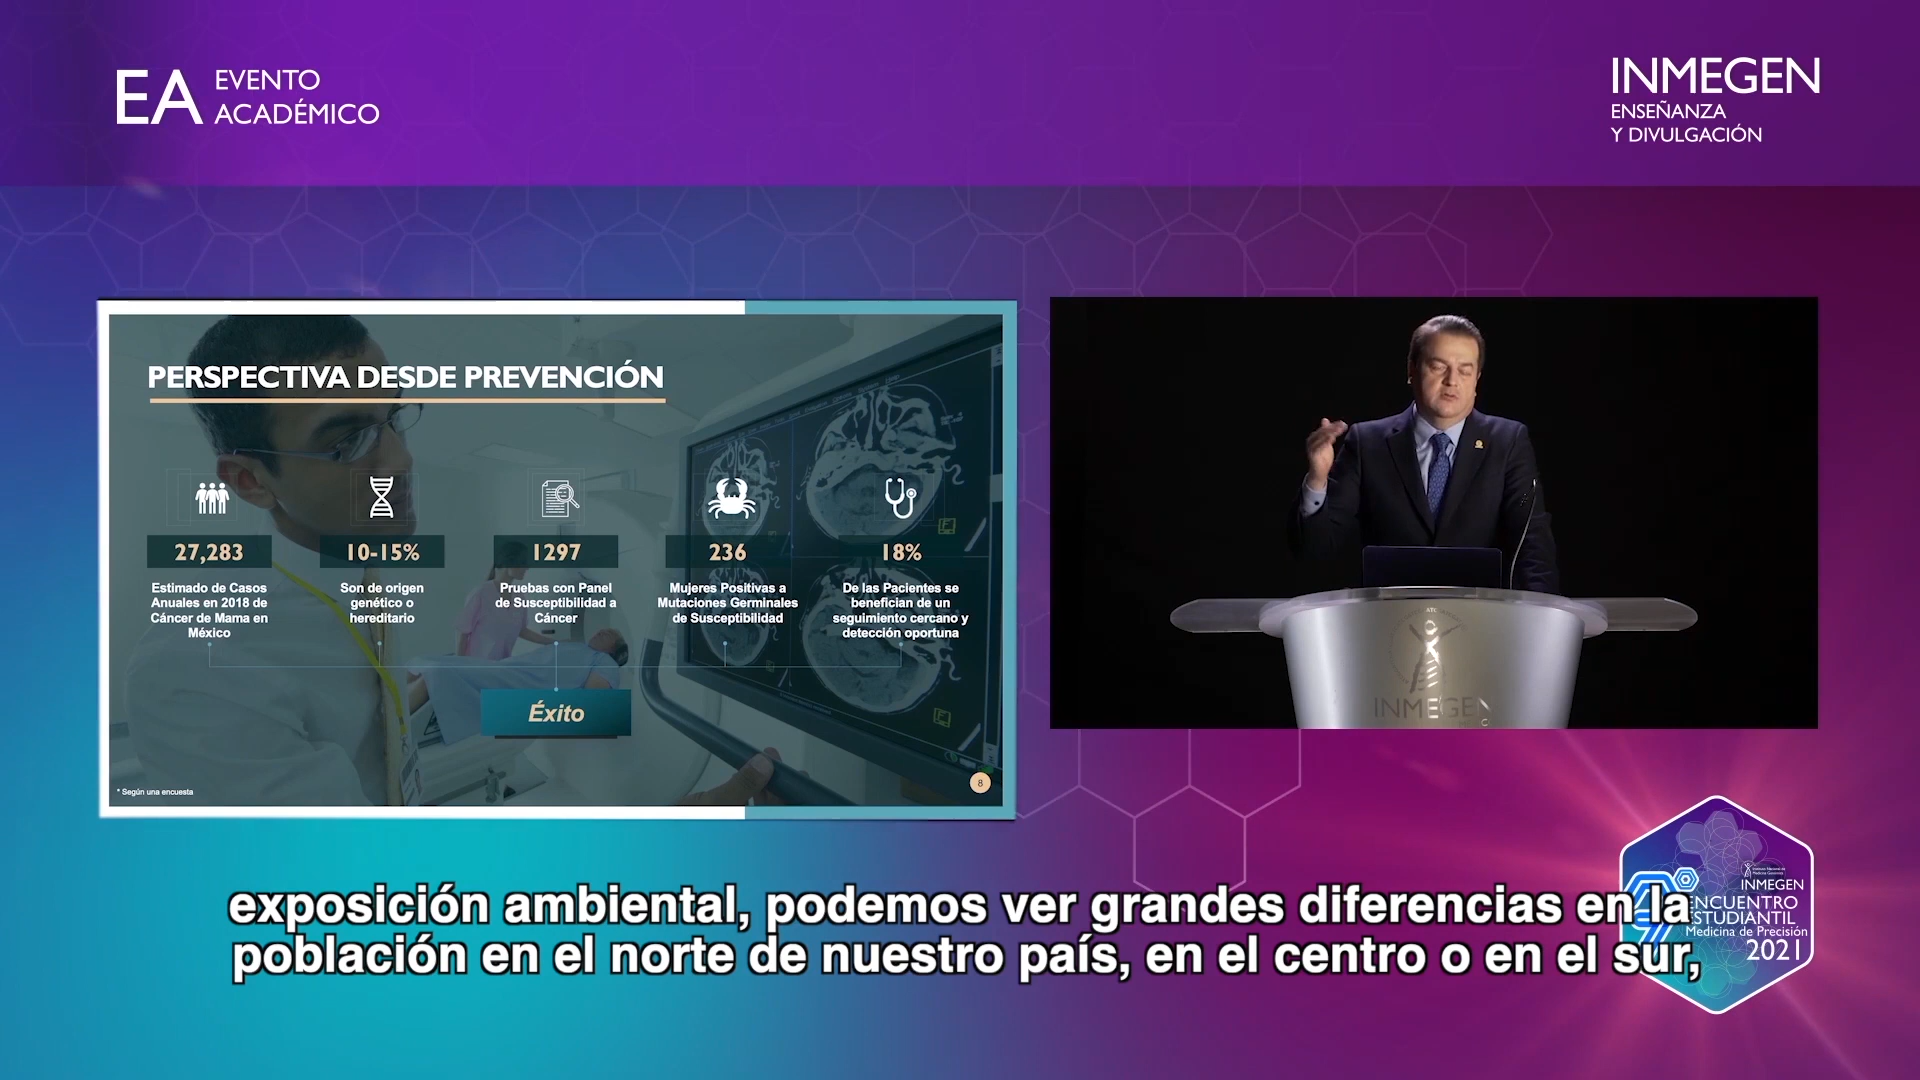 EA EVENTO
ACADÉMICO
INMEGEN
ENSEÑANZA
Y DIVULGACIÓN
PERSPECTIVA DESDE PREVENCIÓN
27,283
Estimado de Casos
Anuales en 2018 de
Cáncer de Mama en
México
10-15%
Son de origen
genético o
hereditario
1297
Pruebas con Panel
de Susceptibilidad a
Cáncer
236
Mujeres Positivas a
Mutaciones Germinales
de Susceptibilidad
18%
De las Pacientes se
benefician de un
seguimiento cercano y
detección oportuna
Éxito
* Según una encuesta
8
INMEGEN
INMEGEN
ENCUENTRO
ESTUDIANTIL
Medicina de Precisión
2021
exposición ambiental, podemos ver grandes diferencias en la
población en el norte de nuestro país, en el centro o en el sur,